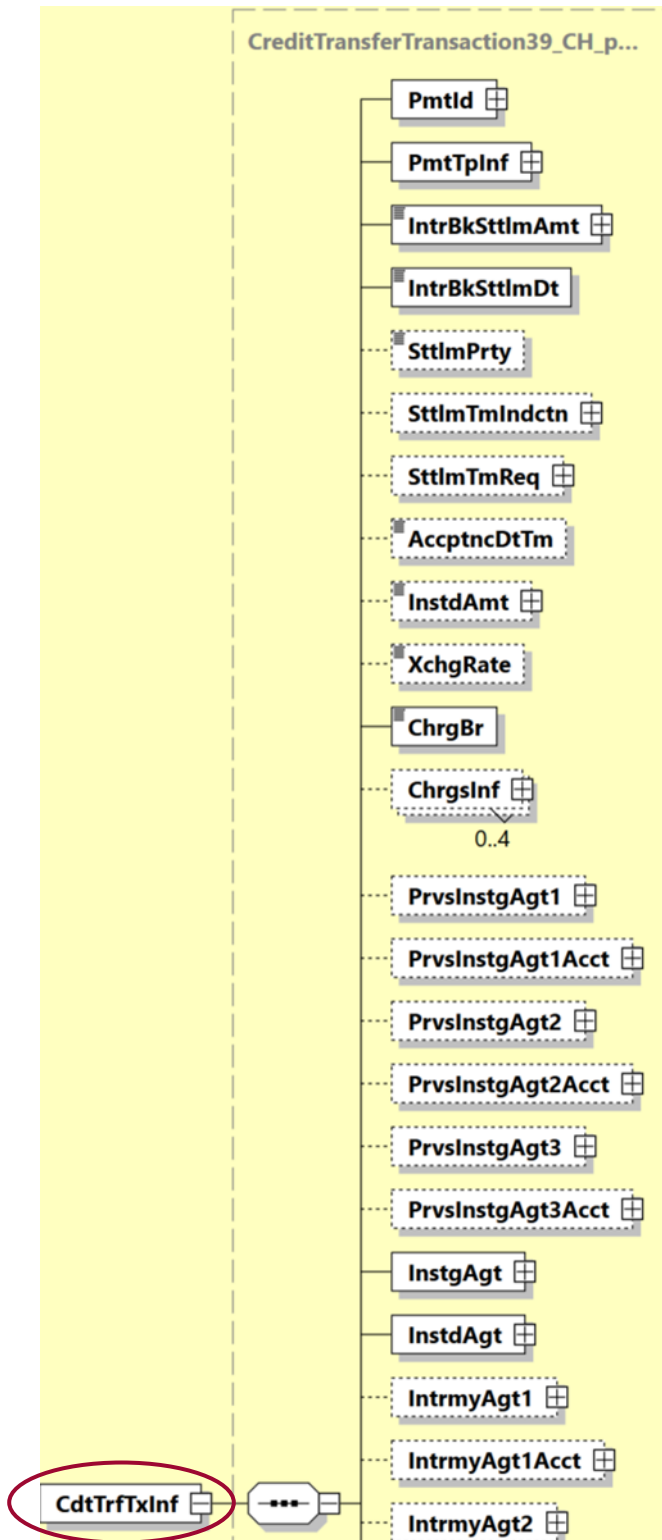 CreditTransferTransaction39_CH_p...
PmtId
PmtTpInf
IntrBkSttlmAmt
IntrBkSttlmDt
SttlmPrty
SttlmTmIndctn
SttlmTmReq
AccptncDtTm
InstdAmt
XchgRate
ChrgBr
ChrgsInf
0..4
PrvsInstgAgt1
PrvsInstgAgt1Acct
PrvsInstgAgt2
PrvsInstgAgt2Acct
PrvsInstgAgt3
PrvsInstgAgt3Acct
InstgAgt
InstdAgt
IntrmyAgt1
IntrmyAgt1Acct
CdtTrfTxInf
IntrmyAgt2